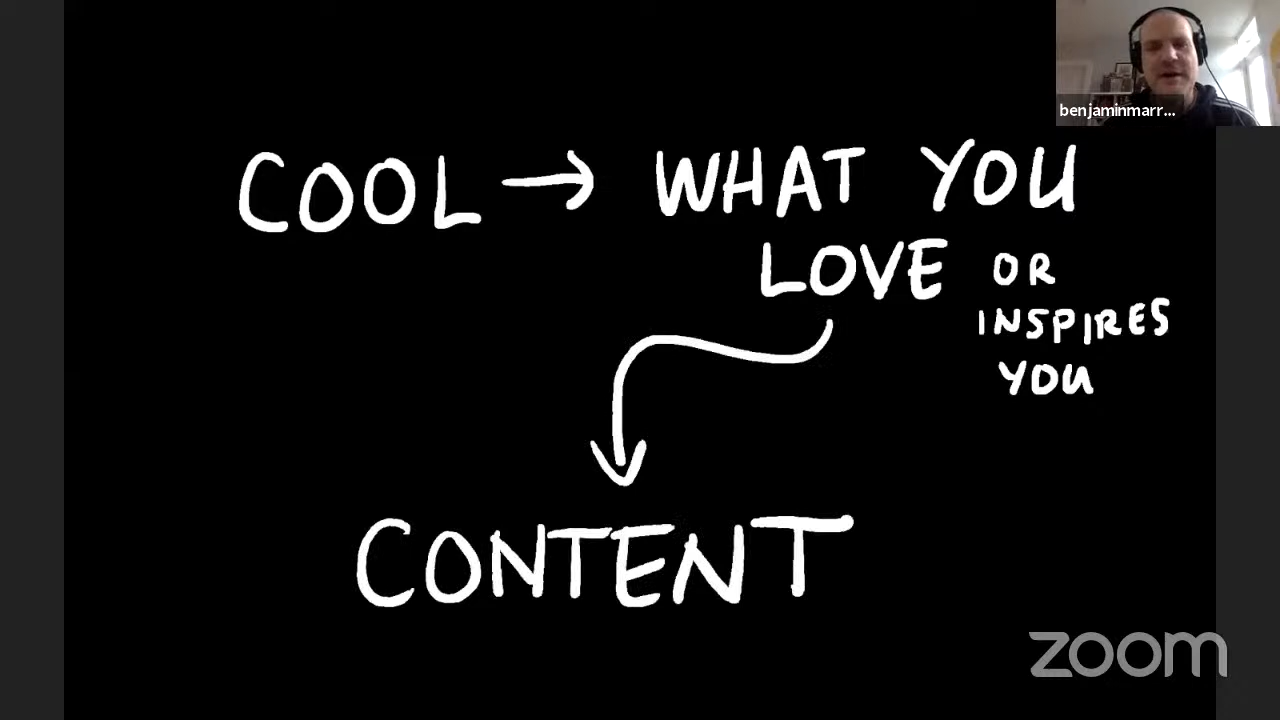 benjaminmarr...
COOL → WHAT YOU
LOVE OR
INSPIRES
YOU
CONTENT
zoom